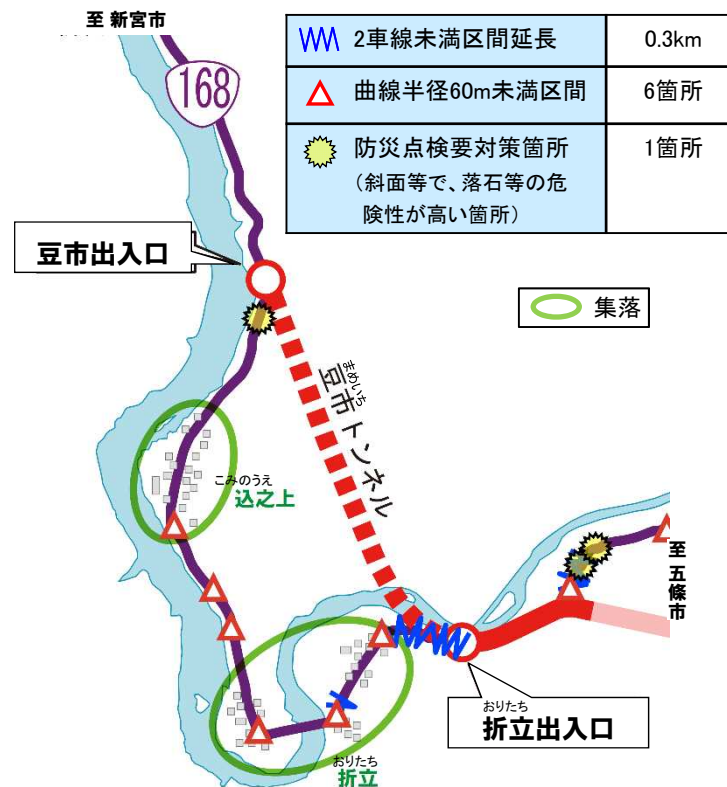 至 新宮市
168
2車線未満区間延長
0.3km
曲線半径60m未満区間
6箇所
防災点検要対策箇所
1箇所
(斜面等で、落石等の危
険性が高い箇所)
豆市出入口
集落
まめいち
豆市トンネル
こみのうえ
込之上
至 五條市
おりたち
折立出入口
おりたち
折立